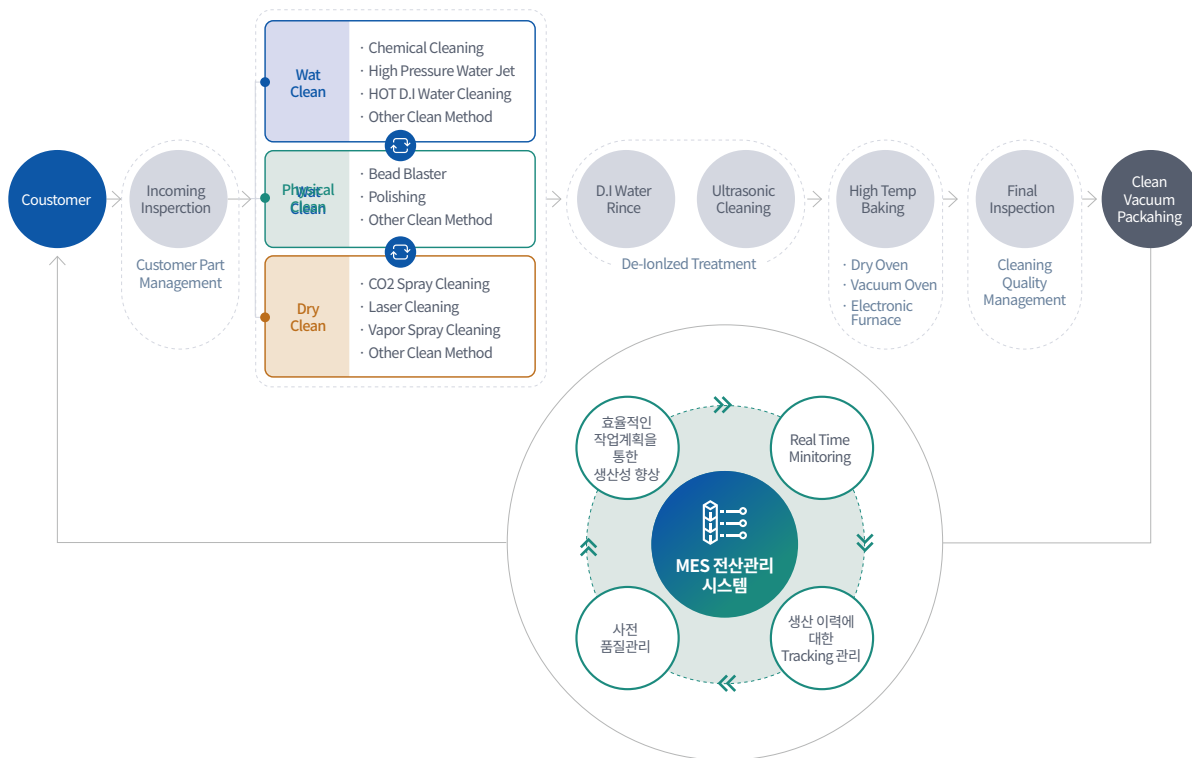 Coustomer
Incoming
Insperction
Customer Part
Management
Wat
Clean
· Chemical Cleaning
· High Pressure Water Jet
· HOT D.I Water Cleaning
· Other Clean Method
Physical
Clean
Wat
Clean
· Bead Blaster
· Polishing
· Other Clean Method
Dry
Clean
· CO2 Spray Cleaning
· Laser Cleaning
· Vapor Spray Cleaning
· Other Clean Method
D.I Water
Rince
Ultrasonic
Cleaning
De-Ionlzed Treatment
High Temp
Baking
· Dry Oven
· Vacuum Oven
· Electronic
Furnace
Final
Inspection
Cleaning
Quality
Management
Clean
Vacuum
Packahing
효율적인
작업계획을
통한
생산성 향상
Real Time
Minitoring
MES 전산관리
시스템
사전
품질관리
생산 이력에
대한
Tracking 관리